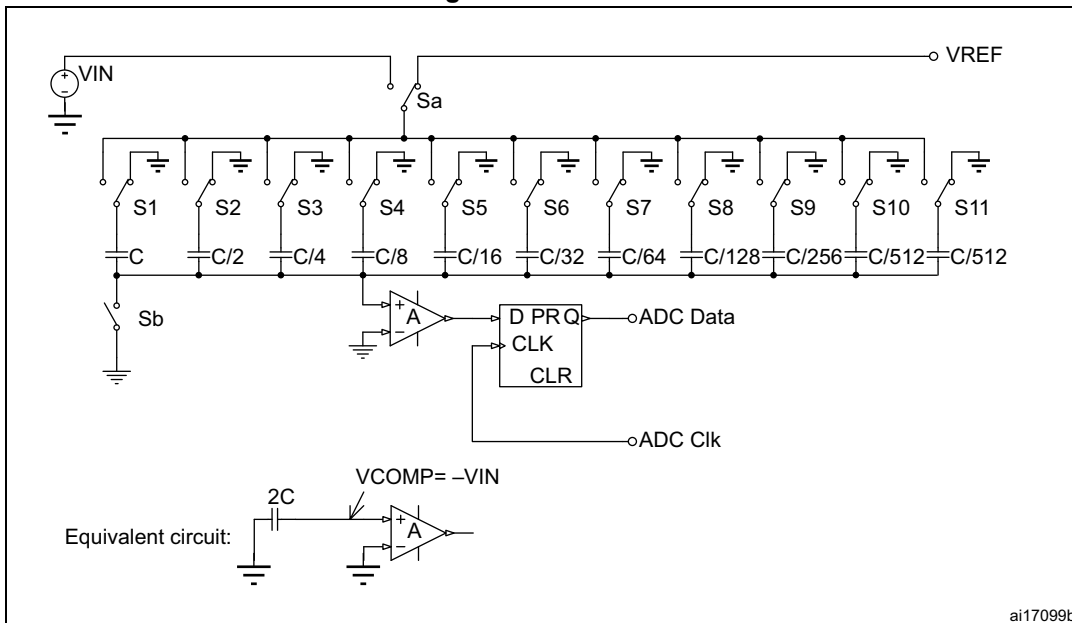 VIN
VREF
Sa
S1 S2 S3 S4 S5 S6 S7 S8 S9 S10 S11
C C/2 C/4 C/8 C/16 C/32 C/64 C/128 C/256 C/512 C/512
Sb
+
A
–
D PR Q
CLK
CLR
ADC Data
ADC Clk
VCOMP= –VIN
2C
+
A
–
Equivalent circuit:
ai17099b